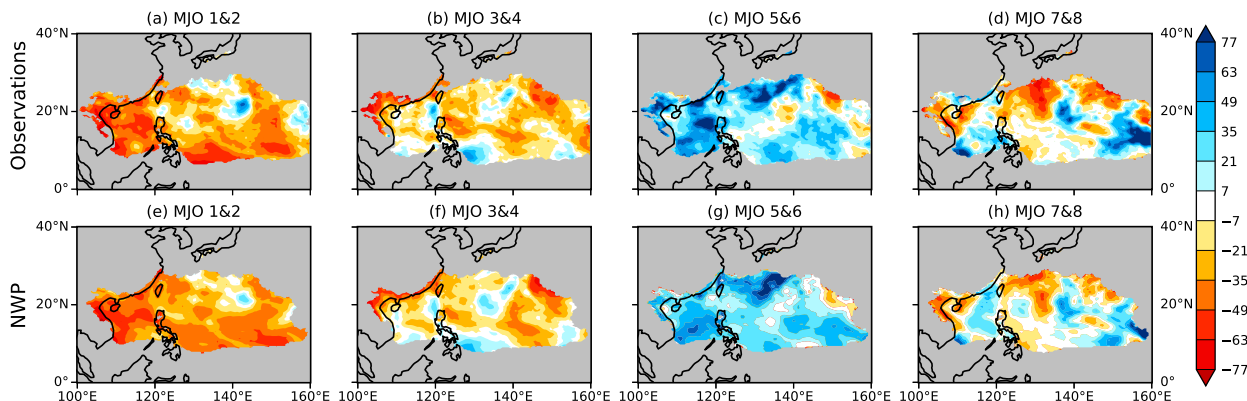 (a) MJO 1&2 (b) MJO 3&4 (c) MJO 5&6 (d) MJO 7&8
Observations
40°N 40°N
20°N 20°N
0° 0°
(e) MJO 1&2 (f) MJO 3&4 (g) MJO 5&6 (h) MJO 7&8
NWP
40°N 40°N
20°N 20°N
0° 0°
100°E 120°E 140°E 160°E 100°E 120°E 140°E 160°E 100°E 120°E 140°E 160°E 100°E 120°E 140°E 160°E
77
63
49
35
21
7
−7
−21
−35
−49
−63
−77